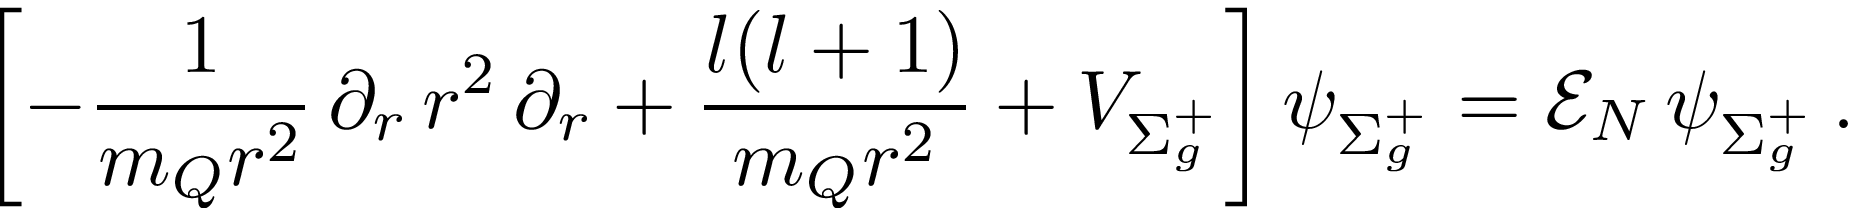 \left[ -\frac{1}{m_Q r^2} \, \partial_r \, r^2 \, \partial_r + \frac{l(l+1)}{m_Q r^2} + V_{\Sigma_g^+} \right] \psi_{\Sigma_g^+} = \mathcal{E}_N \, \psi_{\Sigma_g^+} \, .